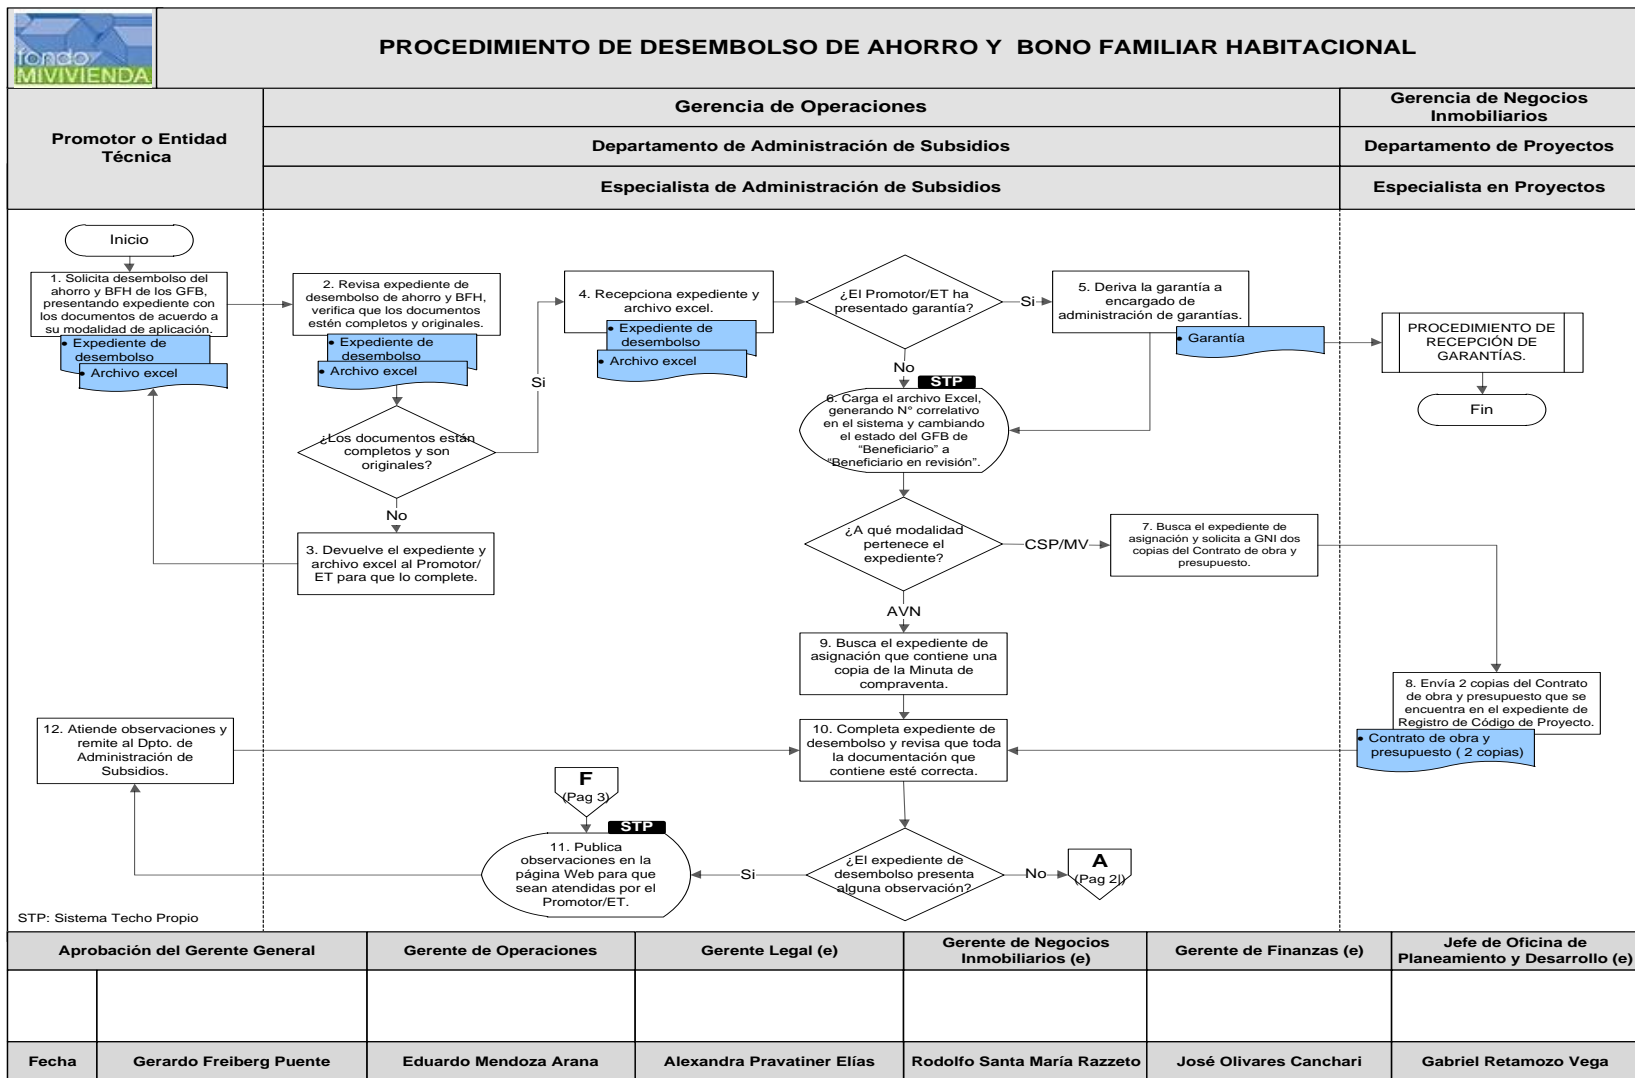 fondo
MIVIVIENDA
PROCEDIMIENTO DE DESEMBOLSO DE AHORRO Y BONO FAMILIAR HABITACIONAL
Promotor o Entidad
Técnica
Gerencia de Operaciones
Departamento de Administración de Subsidios
Especialista de Administración de Subsidios
Gerencia de Negocios
Inmobiliarios
Departamento de Proyectos
Especialista en Proyectos
Inicio
1. Solicita desembolso del
ahorro y BFH de los GFB,
presentando expediente con
los documentos de acuerdo a
su modalidad de aplicación.
• Expediente de
desembolso
• Archivo excel
2. Revisa expediente de
desembolso de ahorro y BFH,
verifica que los documentos
estén completos y originales.
• Expediente de
desembolso
• Archivo excel
¿Los documentos están
completos y son
originales?
Si
No
3. Devuelve el expediente y
archivo excel al Promotor/
ET para que lo complete.
4. Recepciona expediente y
archivo excel.
• Expediente de
desembolso
• Archivo excel
¿El Promotor/ET ha
presentado garantía?
Si
No
5. Deriva la garantía a
encargado de
administración de garantías.
• Garantía
PROCEDIMIENTO DE
RECEPCIÓN DE
GARANTÍAS.
Fin
STP
6. Carga el archivo Excel,
generando N° correlativo
en el sistema y cambiando
el estado del GFB de
“Beneficiario” a
“Beneficiario en revisión”.
¿A qué modalidad
pertenece el
expediente?
CSP/MV
AVN
7. Busca el expediente de
asignación y solicita a GNI dos
copias del Contrato de obra y
presupuesto.
8. Envía 2 copias del Contrato
de obra y presupuesto que se
encuentra en el expediente de
Registro de Código de Proyecto.
• Contrato de obra y
presupuesto ( 2 copias)
9. Busca el expediente de
asignación que contiene una
copia de la Minuta de
compraventa.
10. Completa expediente de
desembolso y revisa que toda
la documentación que
contiene esté correcta.
¿El expediente de
desembolso presenta
alguna observación?
Si
No
A
(Pag 2|)
F
(Pag 3)
STP
11. Publica
observaciones en la
página Web para que
sean atendidas por el
Promotor/ET.
12. Atiende observaciones y
remite al Dpto. de
Administración de
Subsidios.
STP: Sistema Techo Propio
Aprobación del Gerente General
Gerente de Operaciones
Gerente Legal (e)
Gerente de Negocios
Inmobiliarios (e)
Gerente de Finanzas (e)
Jefe de Oficina de
Planeamiento y Desarrollo (e)
Fecha
Gerardo Freiberg Puente
Eduardo Mendoza Arana
Alexandra Pravatiner Elías
Rodolfo Santa María Razzeto
José Olivares Canchari
Gabriel Retamozo Vega